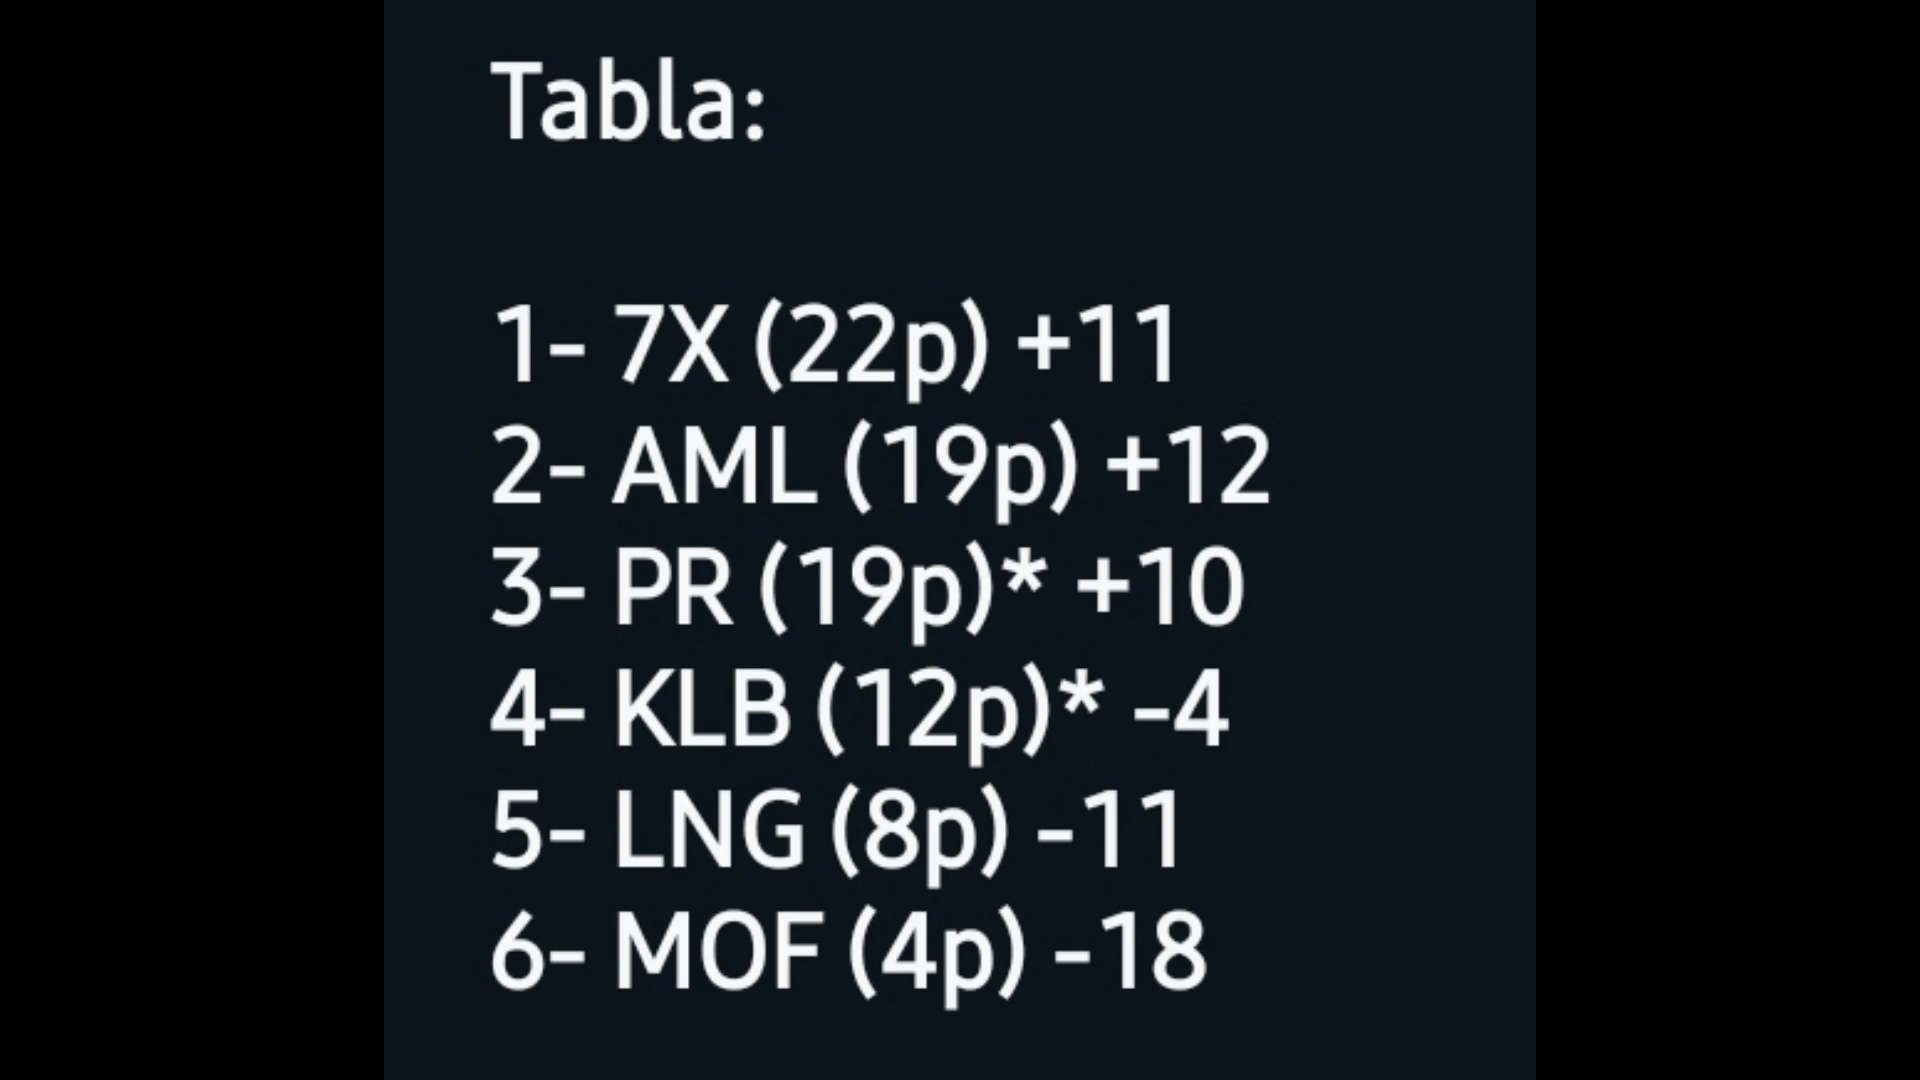 Tabla:
1- 7X (22p) +11
2- AML (19p) +12
3- PR (19p)* +10
4- KLB (12p)* -4
5- LNG (8p) -11
6- MOF (4p) -18